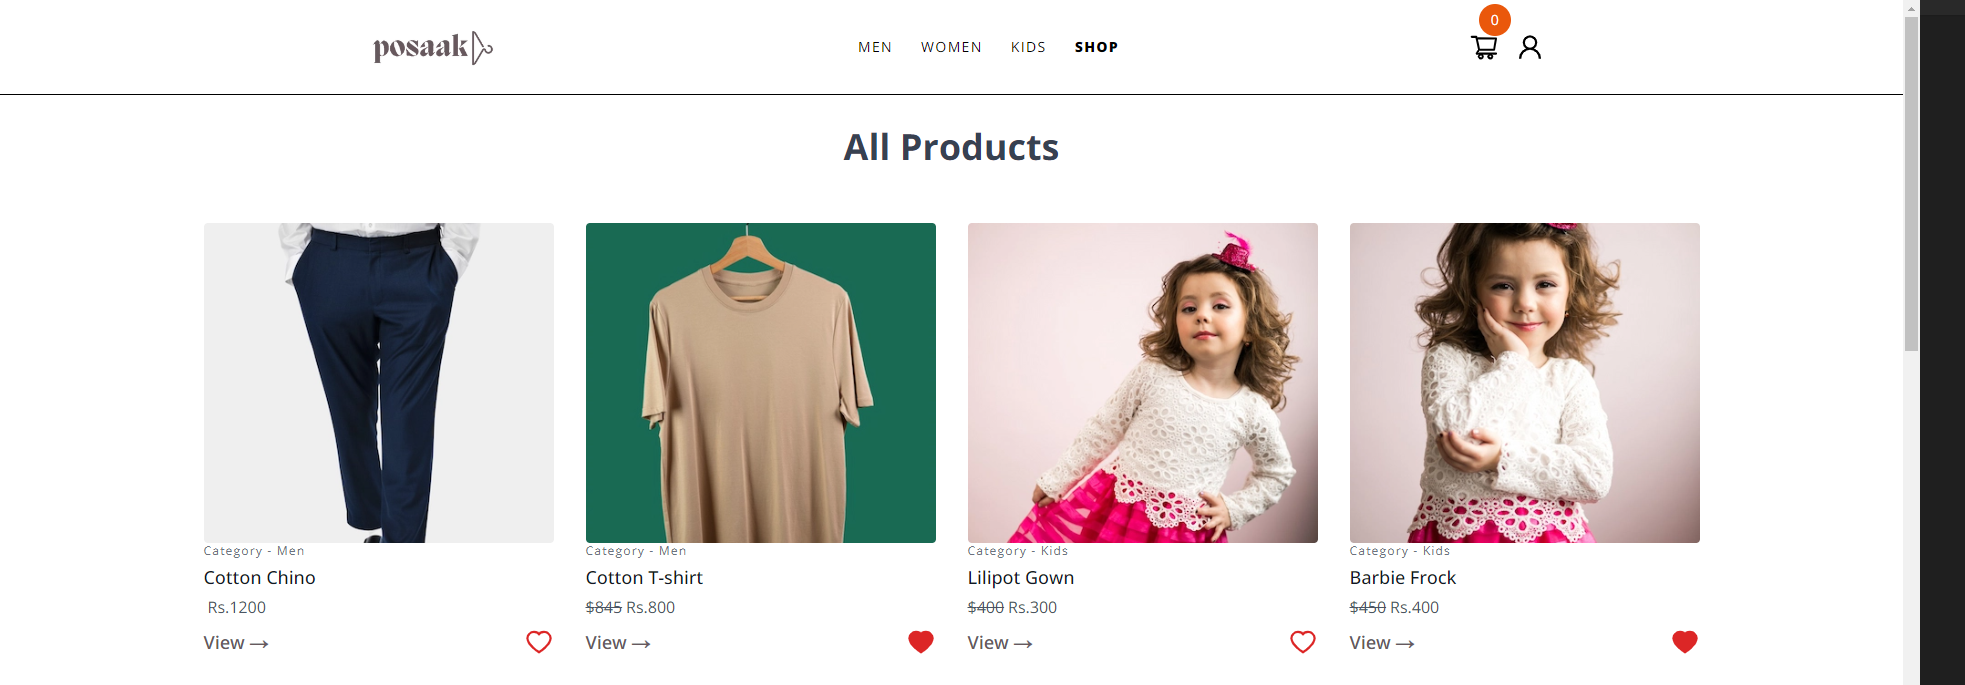 posaak
MEN WOMEN KIDS SHOP
0
All Products
Category - Men
Cotton Chino
Rs.1200
View →
Category - Men
Cotton T-shirt
$845 Rs.800
View →
Category - Kids
Lilipot Gown
$400 Rs.300
View →
Category - Kids
Barbie Frock
$450 Rs.400
View →